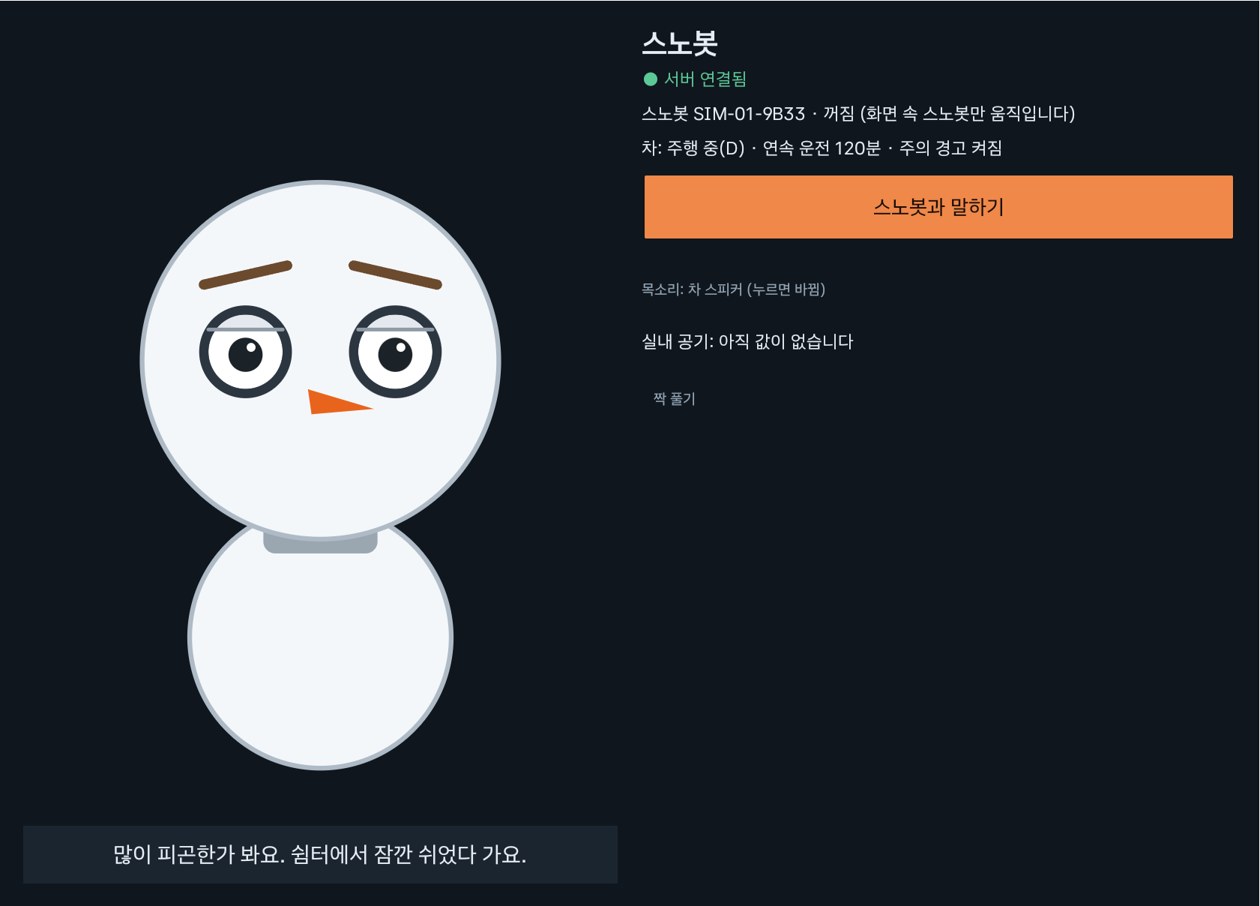 스노봇
서버 연결됨
스노봇 SIM-01-9B33 · 꺼짐 (화면 속 스노봇만 움직입니다)
차: 주행 중(D) · 연속 운전 120분 · 주의 경고 켜짐
스노봇과 말하기
목소리: 차 스피커 (누르면 바뀜)
실내 공기: 아직 값이 없습니다
짝 풀기
많이 피곤한가 봐요. 쉼터에서 잠깐 쉬었다 가요.